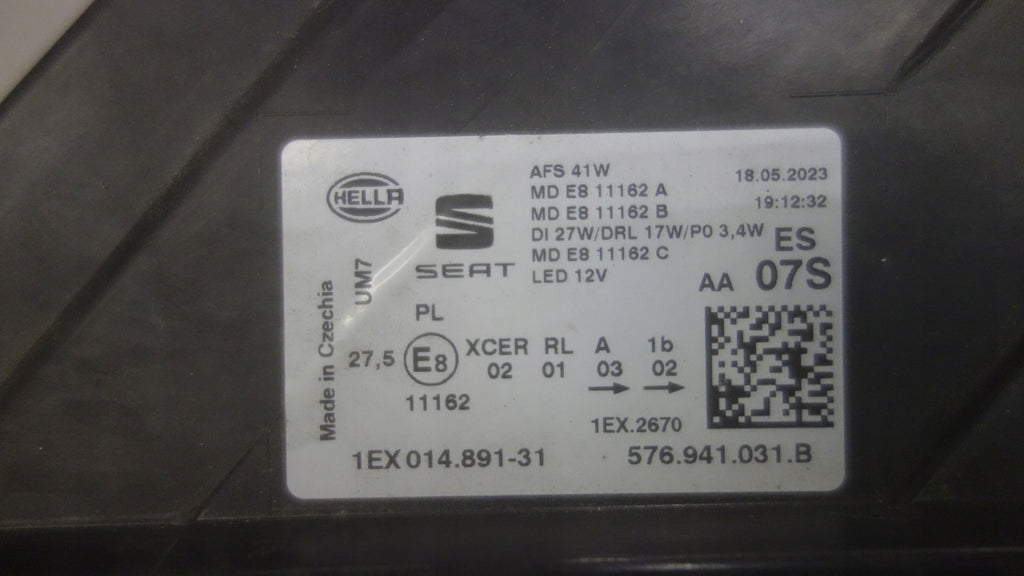 HELLA
SEAT
AFS 41W
MD E8 11162 A
MD E8 11162 B
DI 27W/DRL 17W/P0 3,4W
MD E8 11162 C
LED 12V
18.05.2023
19:12:32
ES
AA 07S
Made in Czechia
UM7
PL
27,5 E8 XCER RL A 1b
02 01 03 02
→ →
11162
1EX.2670
1EX 014.891-31
576.941.031.B